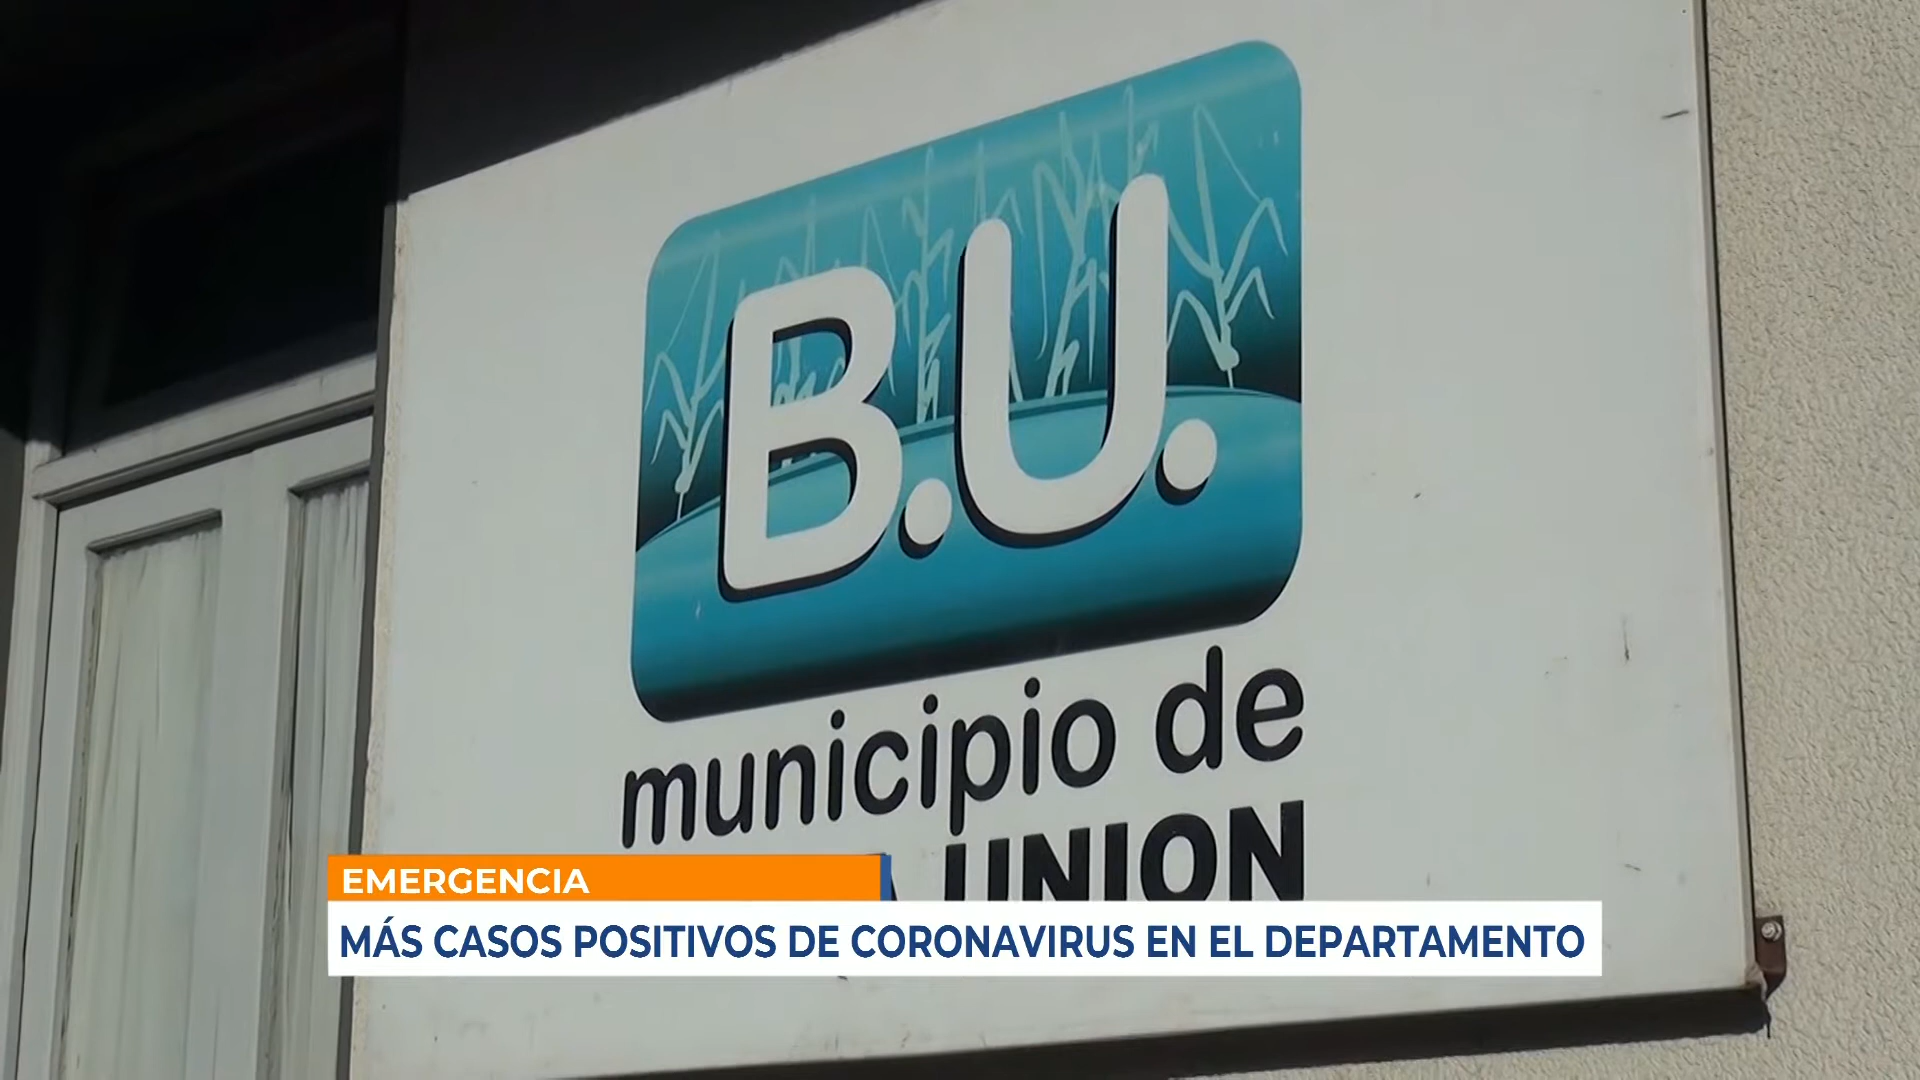 B.U.
municipio de
UNION
EMERGENCIA
MÁS CASOS POSITIVOS DE CORONAVIRUS EN EL DEPARTAMENTO